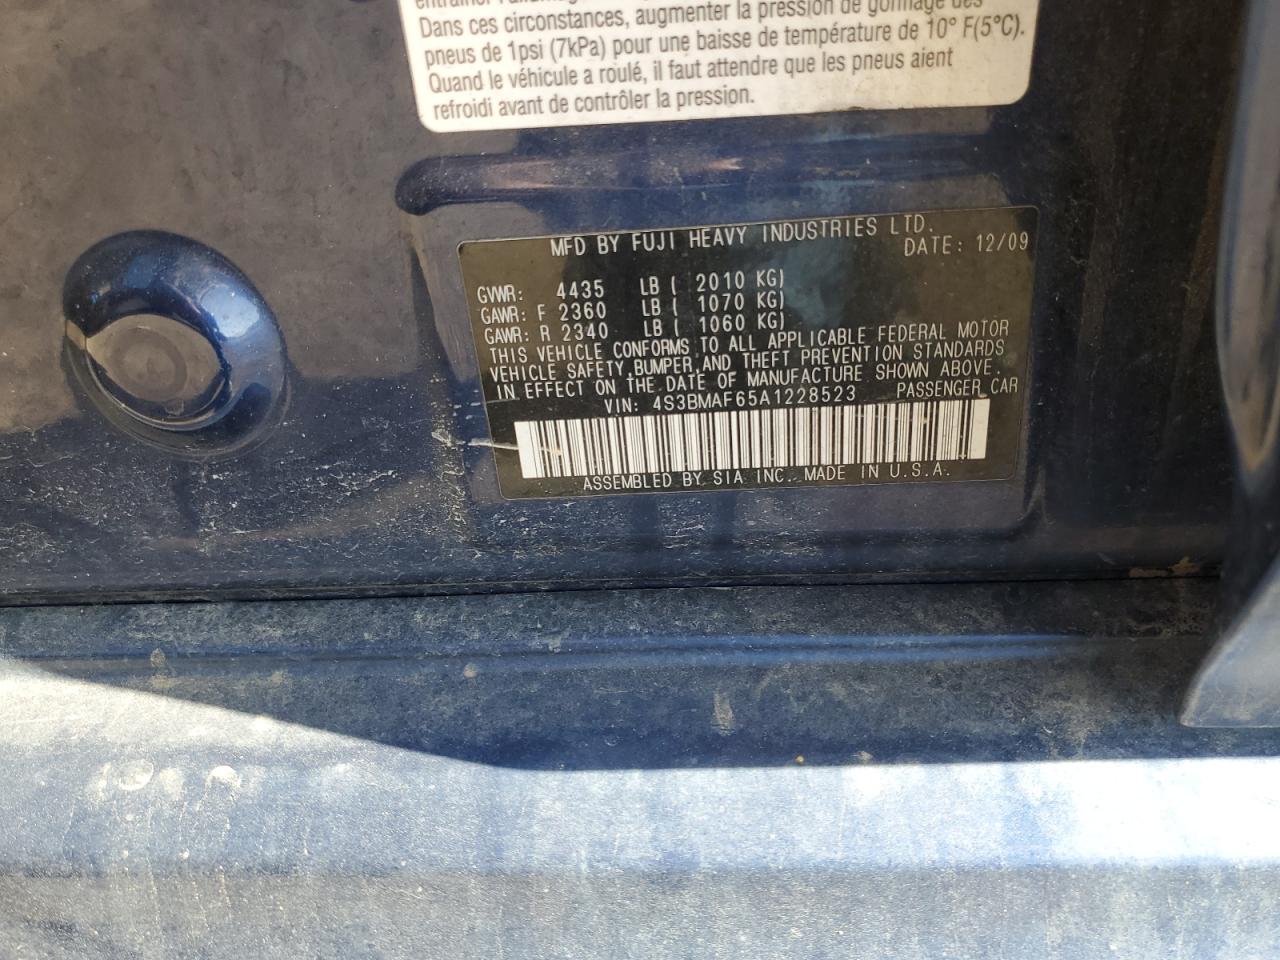 Dans ces circonstances, augmenter la pression de gonflage des
pneus de 1psi (7kPa) pour une baisse de température de 10° F(5°C).
Quand le véhicule a roulé, il faut attendre que les pneus aient
refroidi avant de contrôler la pression.
MFD BY FUJI HEAVY INDUSTRIES LTD.
DATE: 12/09
GVWR: 4435 LB ( 2010 KG)
GAWR: F 2360 LB ( 1070 KG)
GAWR: R 2340 LB ( 1060 KG)
THIS VEHICLE CONFORMS TO ALL APPLICABLE FEDERAL MOTOR
VEHICLE SAFETY,BUMPER,AND THEFT PREVENTION STANDARDS
IN EFFECT ON THE DATE OF MANUFACTURE SHOWN ABOVE.
VIN: 4S3BMAF65A1228523 PASSENGER CAR
ASSEMBLED BY SIA INC. MADE IN U.S.A.